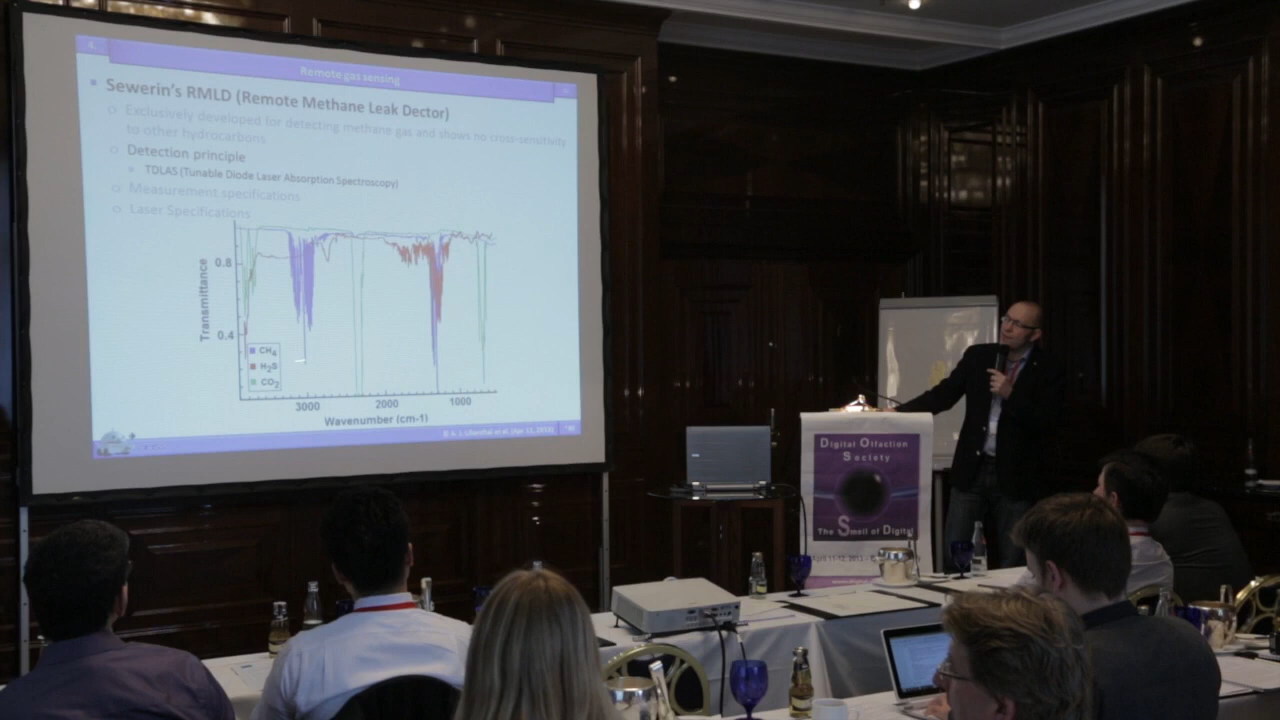 Remote gas sensing
Sewerin's RMLD (Remote Methane Leak Dector)
Exclusively developed for detecting methane gas and shows no cross-sensitivity
to other hydrocarbons
Detection principle
TDLAS (Tunable Diode Laser Absorption Spectroscopy)
Measurement specifications
Laser Specifications
Transmittance
0.8
0.4
CH4
H2S
CO2
3000
2000
1000
Wavenumber (cm-1)
Digital Olfaction
Society
The Smell of Digital